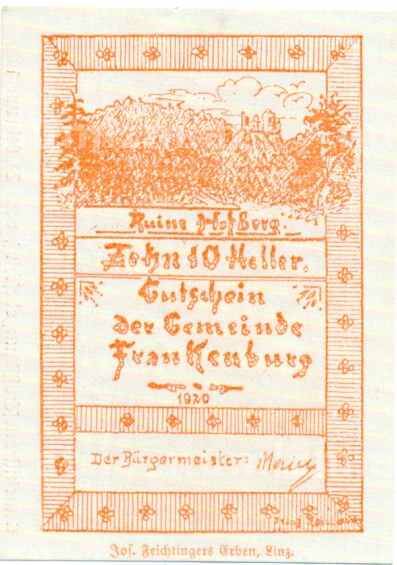 Ruine Hofberg.
Zehn 10 Heller.
Gutschein
der Gemeinde
Frankenburg
1920
Der Bürgermeister:
Jos. Feichtingers Erben, Linz.